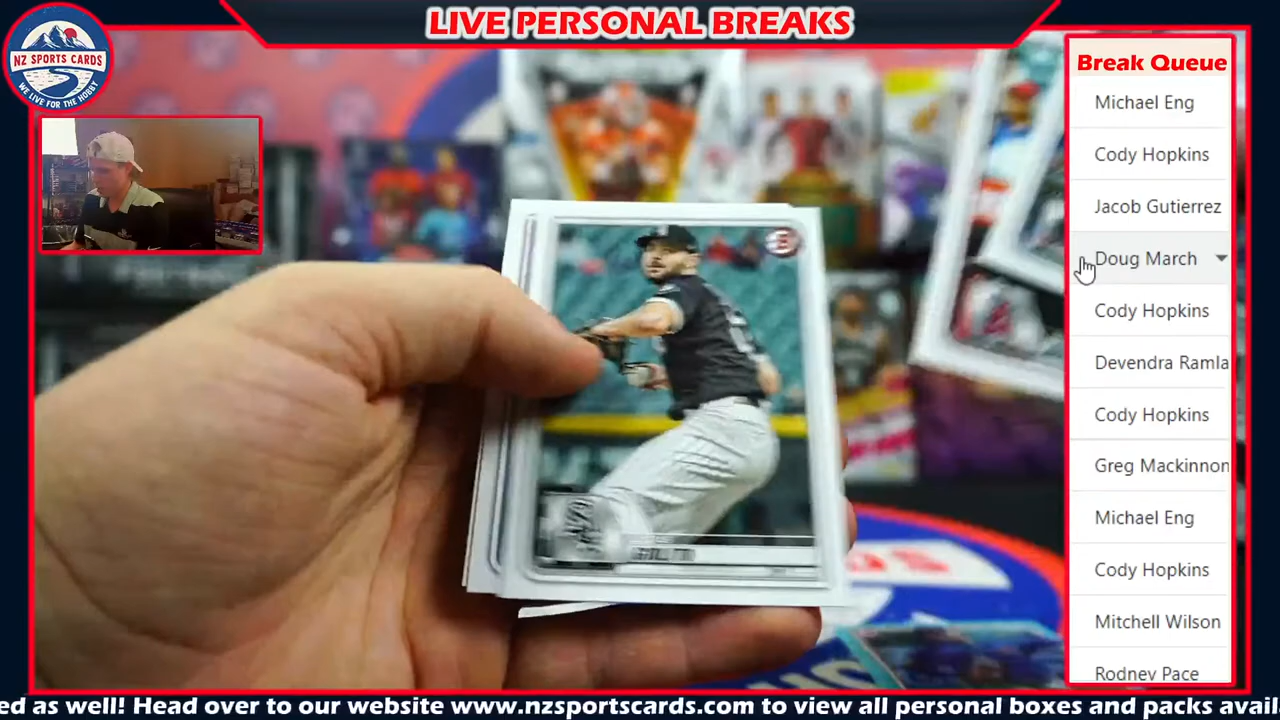 LIVE PERSONAL BREAKS
NZ SPORTS CARDS
WE LIVE FOR THE HOBBY
Break Queue
Michael Eng
Cody Hopkins
Jacob Gutierrez
Doug March
Cody Hopkins
Devendra Ramla
Cody Hopkins
Greg Mackinnon
Michael Eng
Cody Hopkins
Mitchell Wilson
Rodney Pace
B
ed as well! Head over to our website www.nzsportscards.com to view all personal boxes and packs avail